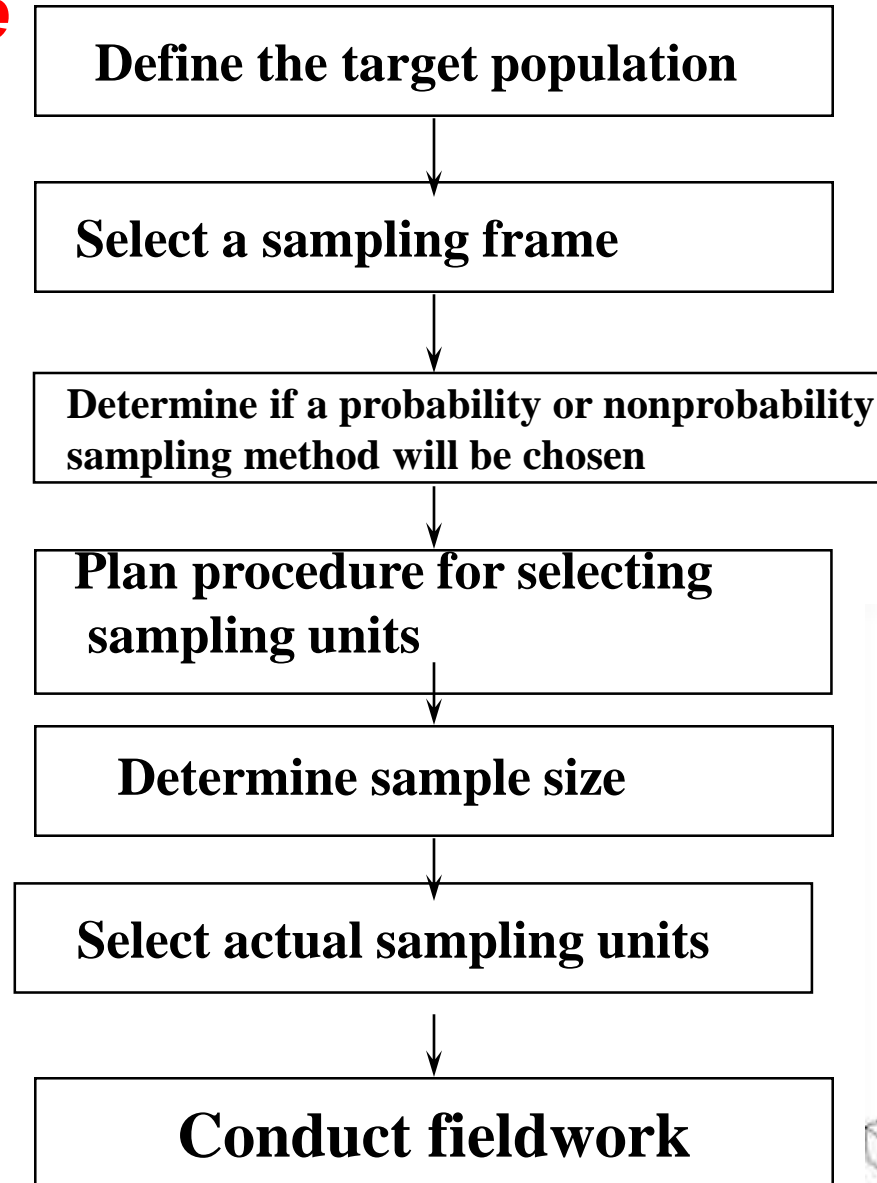 Define the target population
Select a sampling frame
Determine if a probability or nonprobability
sampling method will be chosen
Plan procedure for selecting
sampling units
Determine sample size
Select actual sampling units
Conduct fieldwork